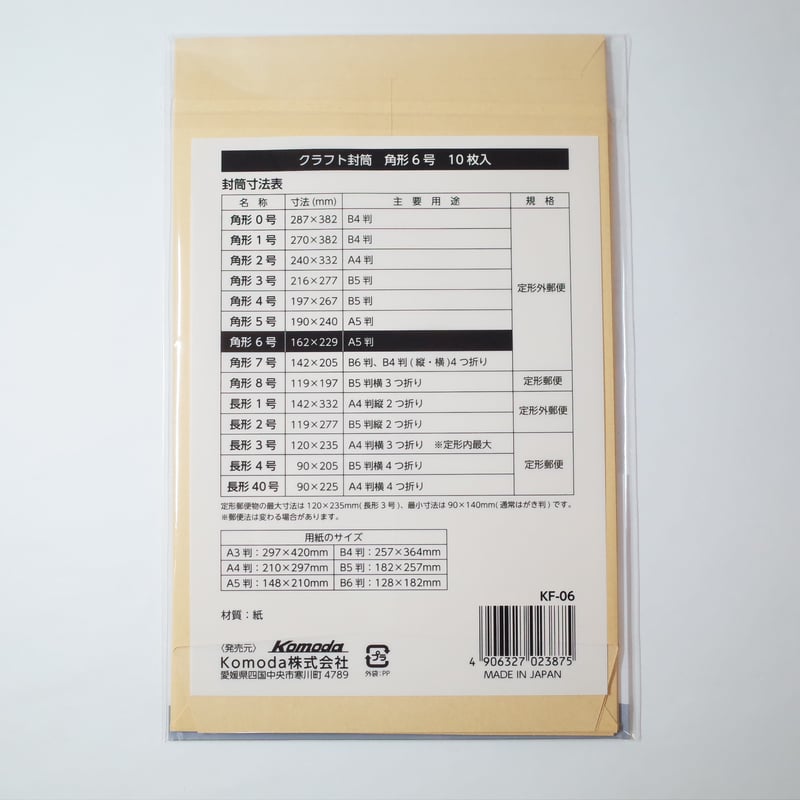 クラフト封筒 角形6号 10枚入
封筒寸法表
名 称 寸法(mm) 主 要 用 途 規 格
角形0号 287×382 B4判
角形1号 270×382 B4判
角形2号 240×332 A4判
角形3号 216×277 B5判
定形外郵便
角形4号 197×267 B5判
角形5号 190×240 A5判
角形6号 162×229 A5判
角形7号 142×205 B6判、B4判(縦・横)4つ折り
角形8号 119×197 B5判横3つ折り 定形郵便
長形1号 142×332 A4判縦2つ折り
定形外郵便
長形2号 119×277 B5判縦2つ折り
長形3号 120×235 A4判横3つ折り ※定形内最大
長形4号 90×205 B5判横4つ折り 定形郵便
長形40号 90×225 A4判横4つ折り
定形郵便物の最大寸法は120×235mm(長形3号)、最小寸法は90×140mm(通常はがき判)です。
※郵便法は変わる場合があります。
用紙のサイズ
A3判：297×420mm B4判：257×364mm
A4判：210×297mm B5判：182×257mm
A5判：148×210mm B6判：128×182mm
KF-06
材質：紙
〈発売元〉 Komoda
Komoda株式会社
愛媛県四国中央市寒川町4789
プラ
外袋:PP
4 906327 023875
MADE IN JAPAN